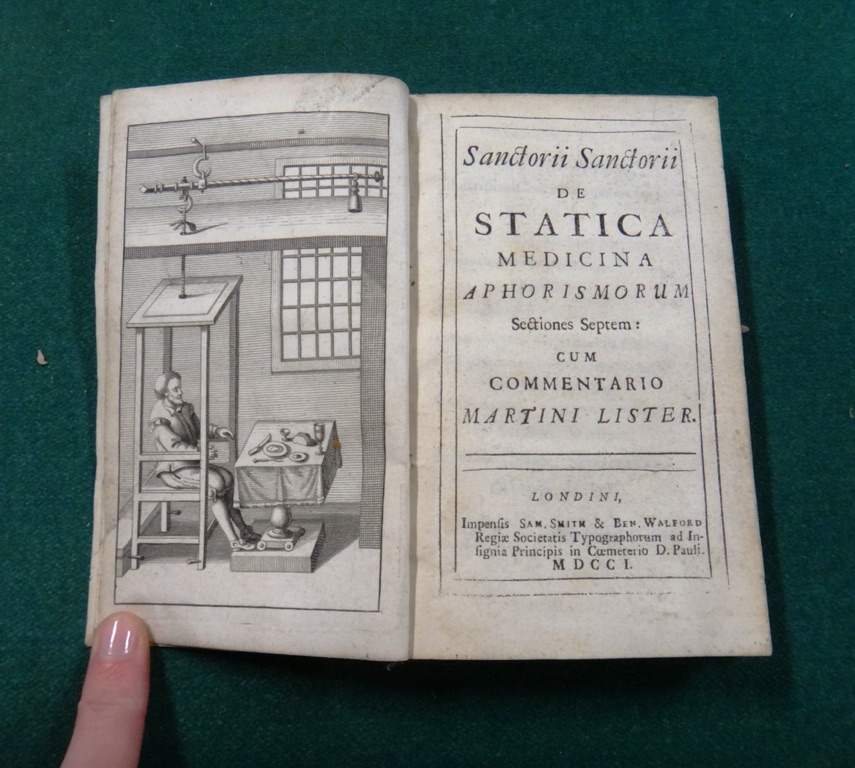 Sanctorii Sanctorii
DE
STATICA
MEDICINA
APHORISMORUM
Sectiones Septem:
CUM
COMMENTARIO
MARTINI LISTER.
LONDINI,
Impensis SAM. SMITH & BEN. WALFORD
Regiæ Societatis Typographorum ad In-
signia Principis in Cœmeterio D. Pauli.
MDCCI.